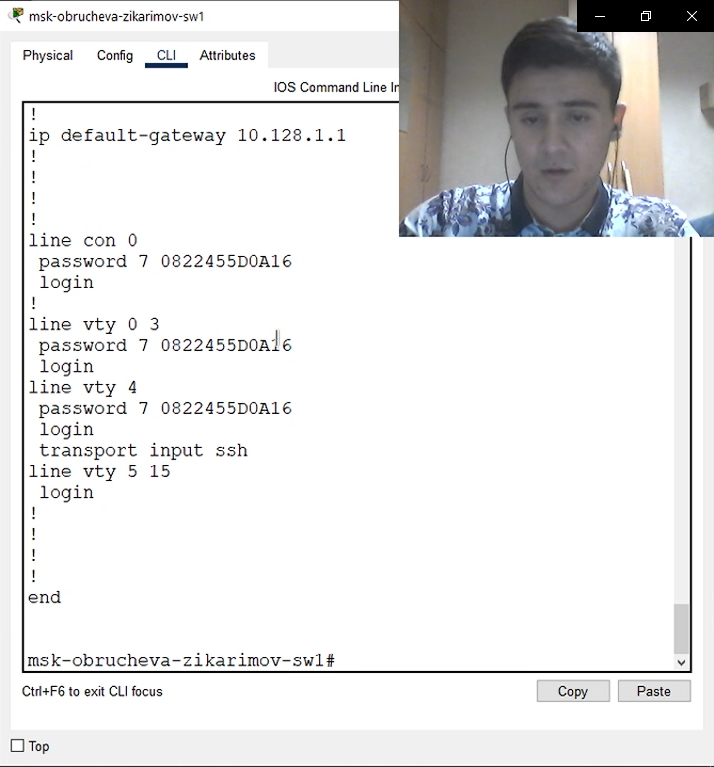 msk-obrucheva-zikarimov-sw1
Physical Config CLI Attributes
IOS Command Line In
!
ip default-gateway 10.128.1.1
!
!
!
!
line con 0
password 7 0822455D0A16
login
!
line vty 0 3
password 7 0822455D0A16
login
line vty 4
password 7 0822455D0A16
login
transport input ssh
line vty 5 15
login
!
!
!
!
end
msk-obrucheva-zikarimov-sw1#
Ctrl+F6 to exit CLI focus
Copy Paste
Top